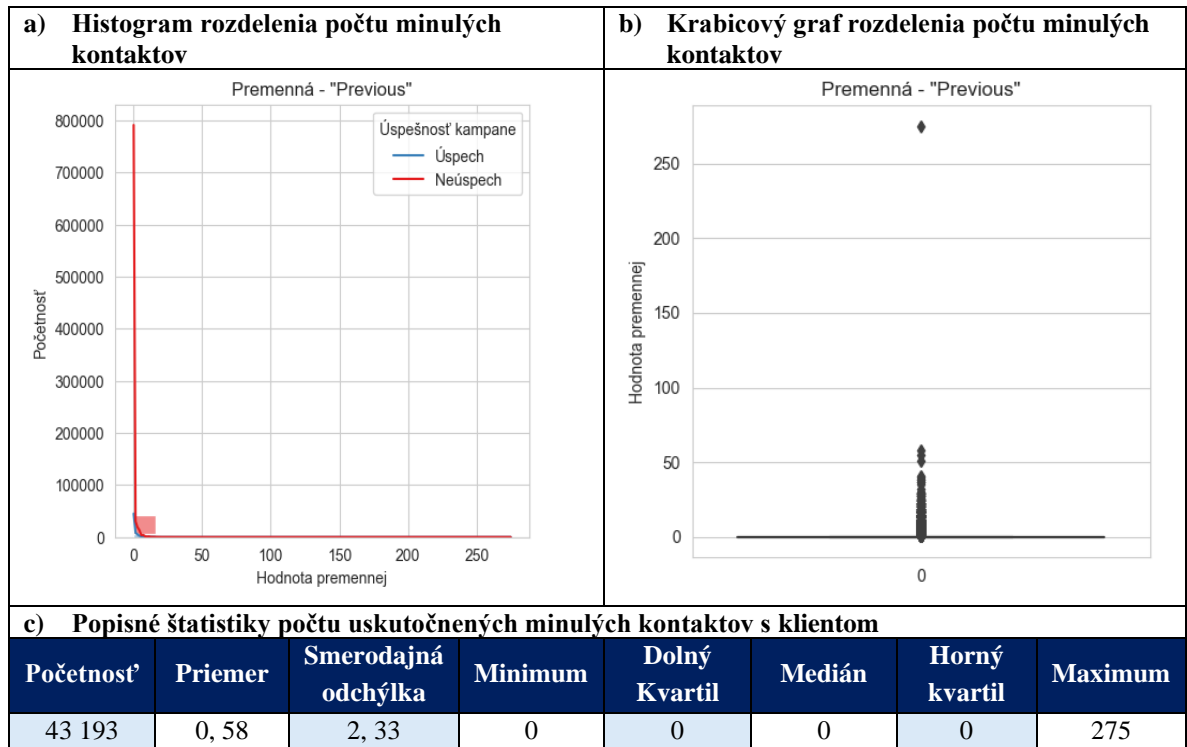 a) Histogram rozdelenia počtu minulých
kontaktov
b) Krabicový graf rozdelenia počtu minulých
kontaktov
Premenná - "Previous"
800000
700000
600000
500000
400000
300000
200000
100000
0
Početnosť
Úspešnosť kampane
Úspech
Neúspech
0 50 100 150 200 250
Hodnota premennej
Premenná - "Previous"
250
200
150
100
50
0
Hodnota premennej
0
c) Popisné štatistiky počtu uskutočnených minulých kontaktov s klientom
Početnosť Priemer Smerodajná odchýlka Minimum Dolný Kvartil Medián Horný kvartil Maximum
43 193 0, 58 2, 33 0 0 0 0 275